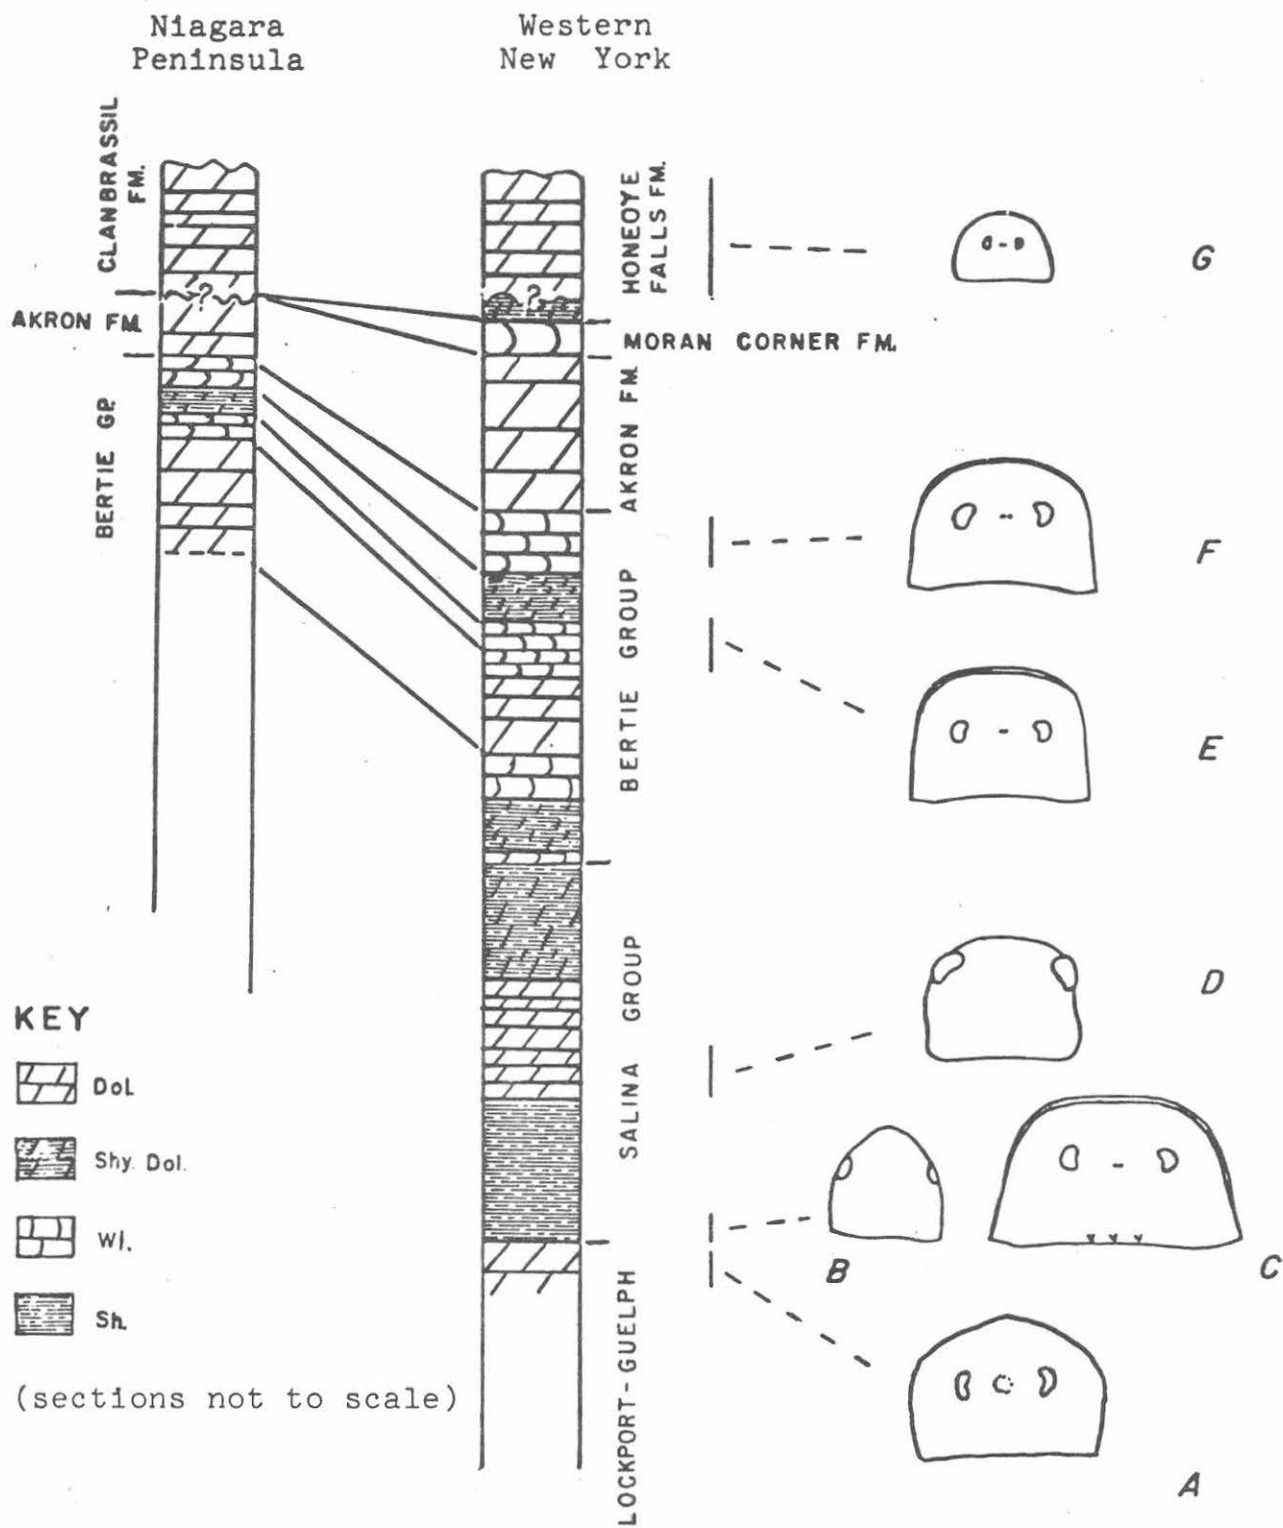 Niagara
Peninsula
Western
New York
CLANBRASSIL
FM.
HONEOYE
FALLS FM.
G
?
?
AKRON FM.
MORAN CORNER FM.
BERTIE GP.
AKRON FM.
F
BERTIE GROUP
E
SALINA GROUP
D
KEY
Dol.
Shy. Dol.
Wl.
Sh.
B
C
(sections not to scale)
LOCKPORT-GUELPH
A